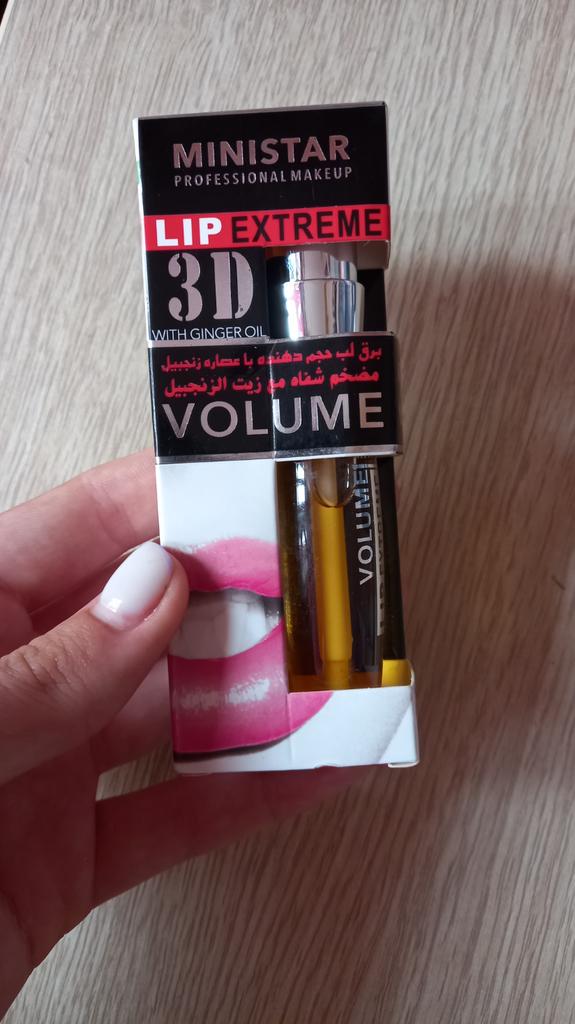 MINISTAR
PROFESSIONAL MAKEUP
LIP EXTREME
3D
WITH GINGER OIL
برق لب حجم دهنده با عصاره زنجبیل
مضخم شفاه مع زيت الزنجبيل
VOLUME
VOLUME